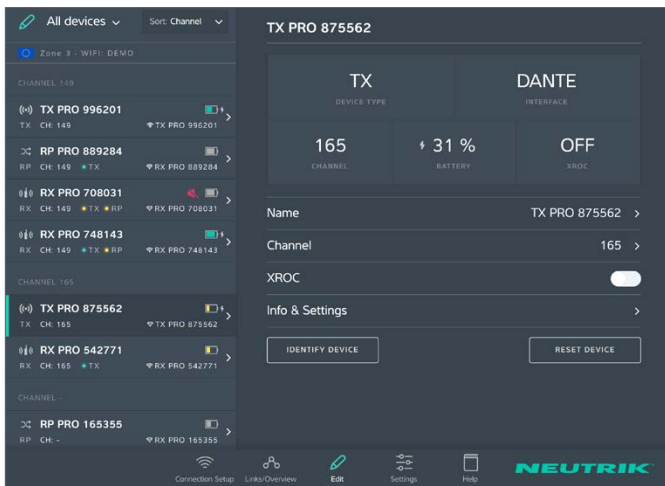 All devices
Sort: Channel
Zone 3 - WIFI: DEMO
CHANNEL 149
TX PRO 996201
TX CH: 149 TX PRO 996201
RP PRO 889284
RP CH: 149 TX RP PRO 889284
RX PRO 708031
RX CH: 149 TX RP RX PRO 708031
RX PRO 748143
RX CH: 149 TX RP RX PRO 748143
CHANNEL 165
TX PRO 875562
TX CH: 165 TX PRO 875562
RX PRO 542771
RX CH: 165 TX RX PRO 542771
CHANNEL -
RP PRO 165355
RP CH: - RX PRO 165355
TX PRO 875562
TX
DEVICE TYPE
DANTE
INTERFACE
165
CHANNEL
31 %
BATTERY
OFF
XROC
Name TX PRO 875562
Channel 165
XROC
Info & Settings
IDENTIFY DEVICE
RESET DEVICE
Connection Setup
Links/Overview
Edit
Settings
Help
NEUTRIK